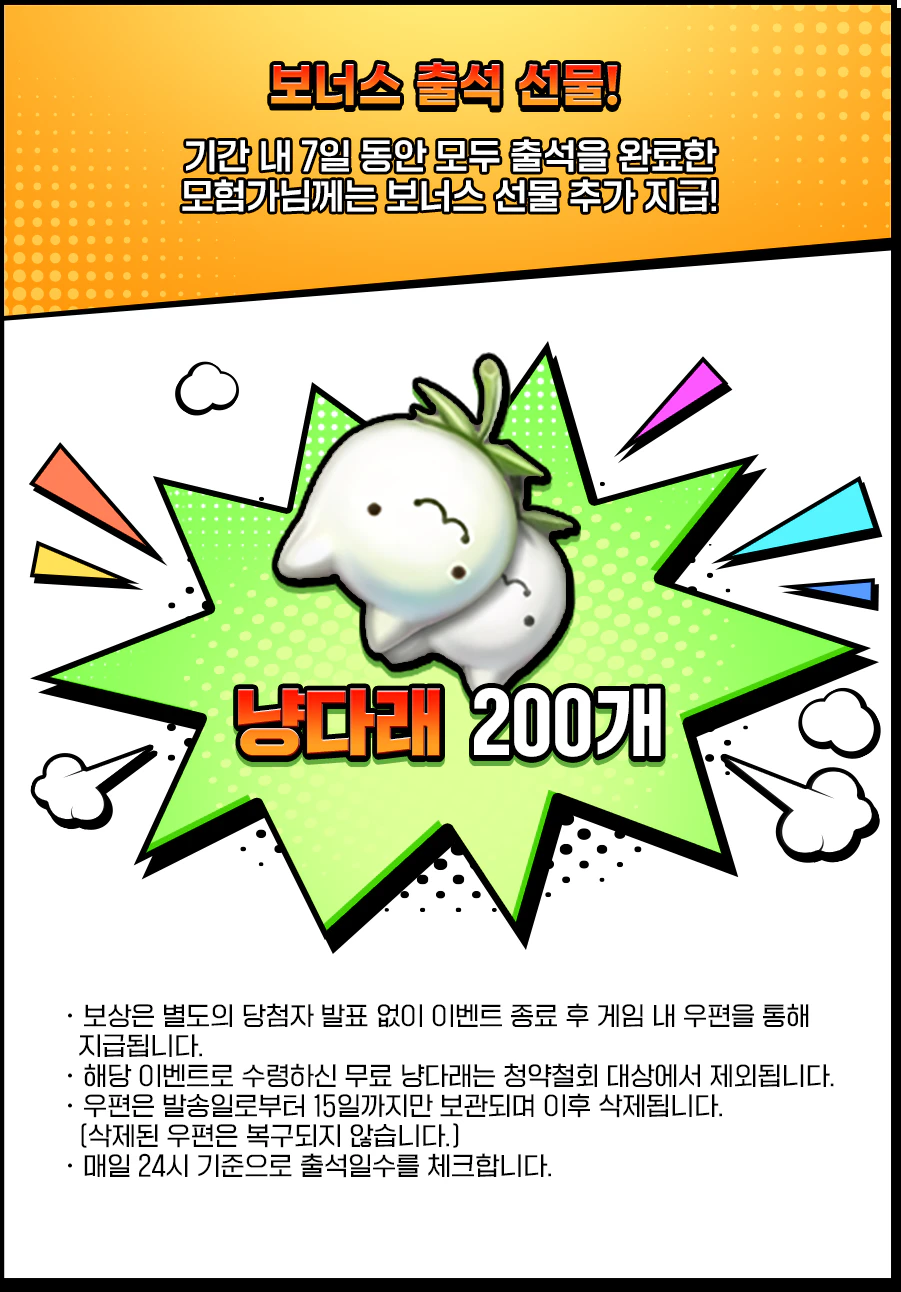 보너스 출석 선물!
기간 내 7일 동안 모두 출석을 완료한
모험가님께는 보너스 선물 추가 지급!
냥다래 200개
· 보상은 별도의 당첨자 발표 없이 이벤트 종료 후 게임 내 우편을 통해
지급됩니다.
· 해당 이벤트로 수령하신 무료 냥다래는 청약철회 대상에서 제외됩니다.
· 우편은 발송일로부터 15일까지만 보관되며 이후 삭제됩니다.
(삭제된 우편은 복구되지 않습니다.)
· 매일 24시 기준으로 출석일수를 체크합니다.